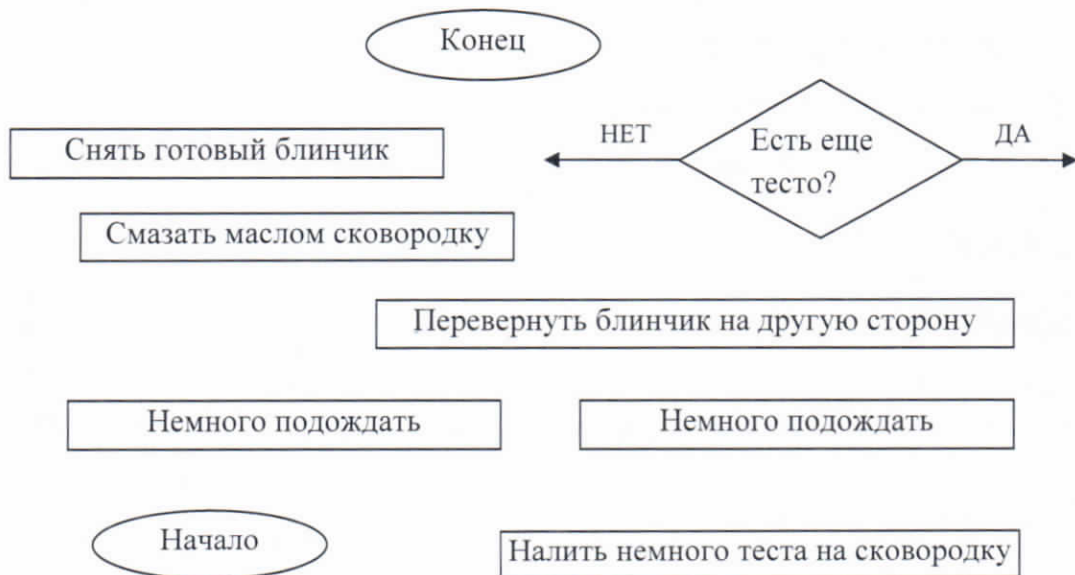 Конец
НЕТ
Есть еще
тесто?
ДА
Снять готовый блинчик
Смазать маслом сковородку
Перевернуть блинчик на другую сторону
Немного подождать
Немного подождать
Начало
Налить немного теста на сковородку